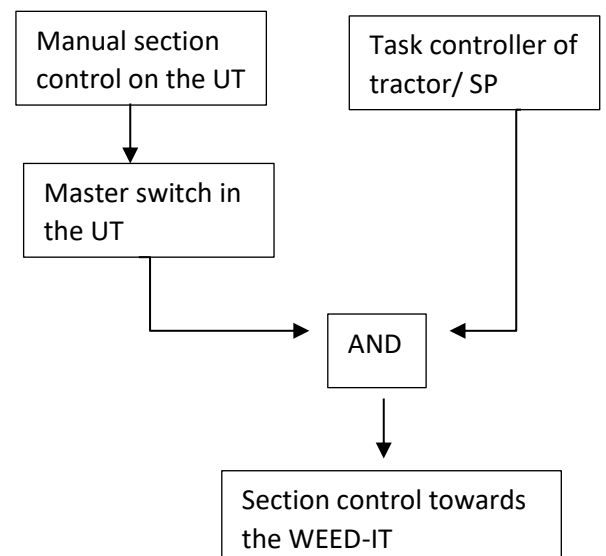 Manual section
control on the UT
Task controller of
tractor/ SP
Master switch in
the UT
AND
Section control towards
the WEED-IT